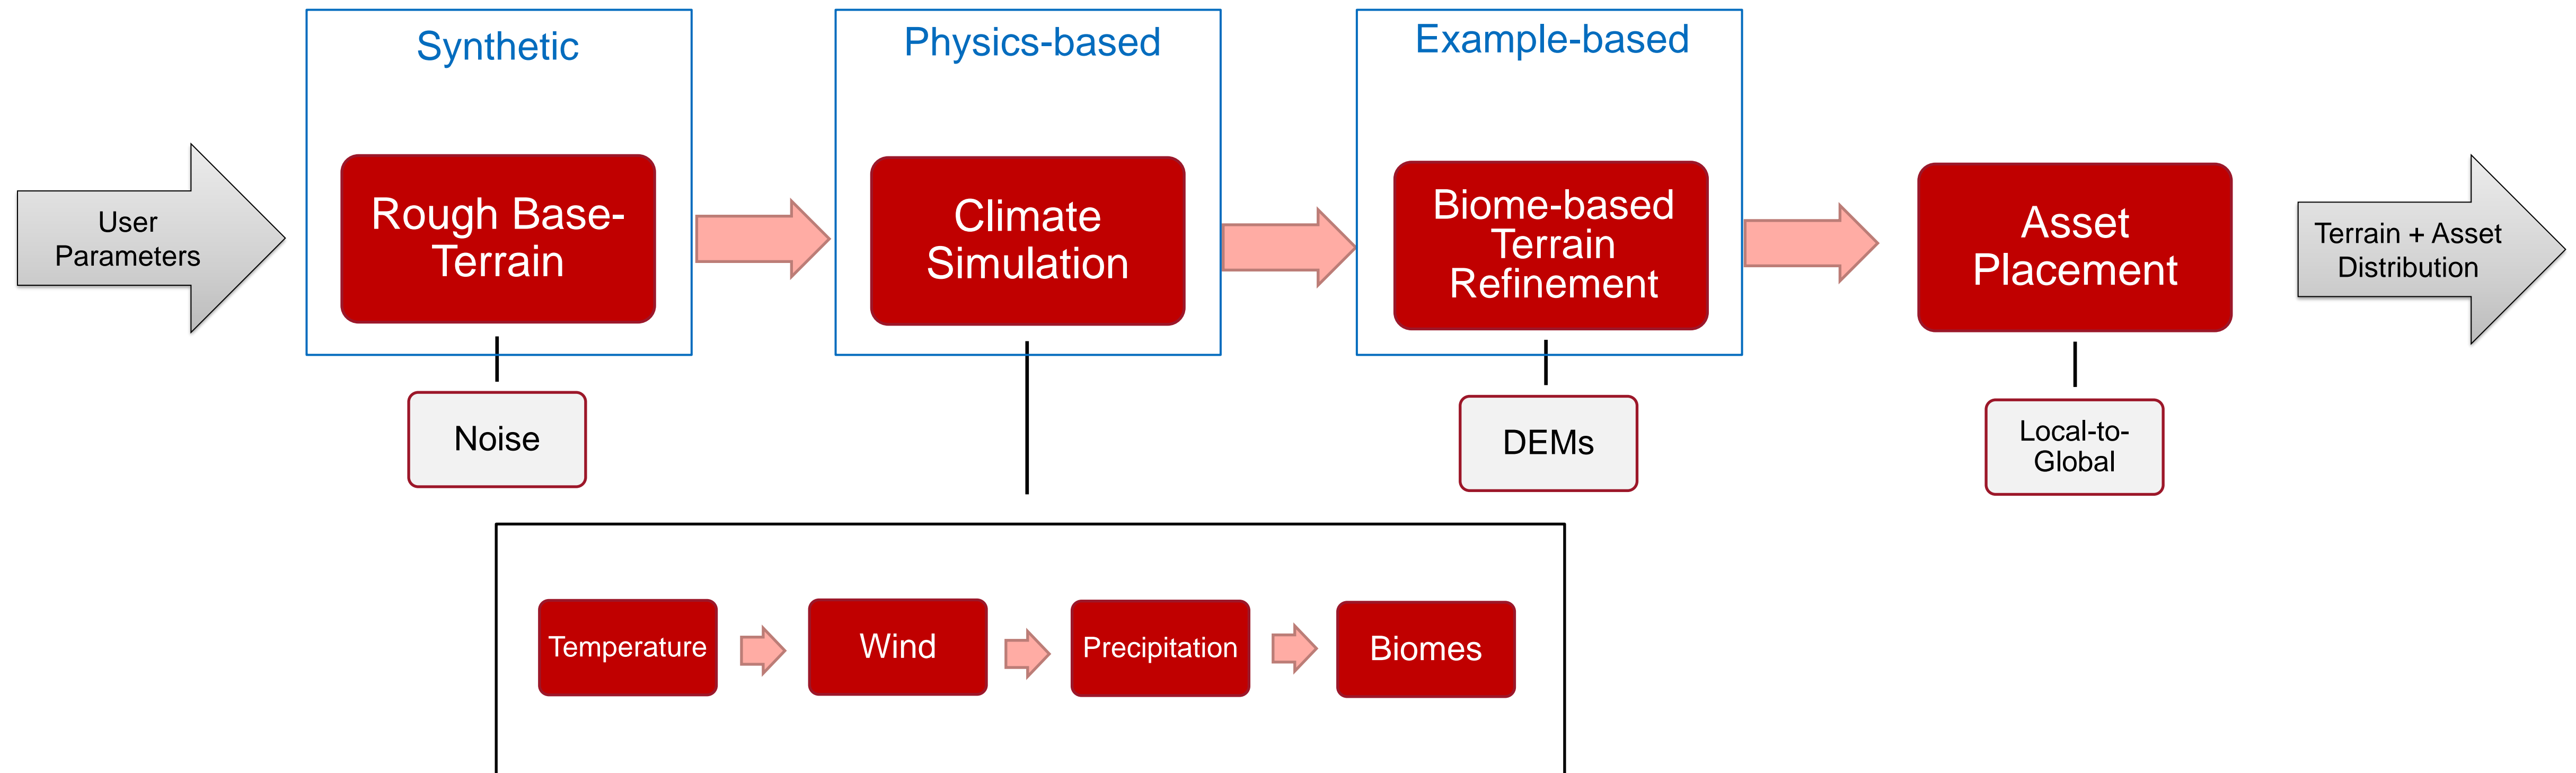 Synthetic
Physics-based
Example-based
User
Parameters
Rough Base-
Terrain
Climate
Simulation
Biome-based
Terrain
Refinement
Asset
Placement
Terrain + Asset
Distribution
Noise
DEMs
Local-to-
Global
Temperature
Wind
Precipitation
Biomes